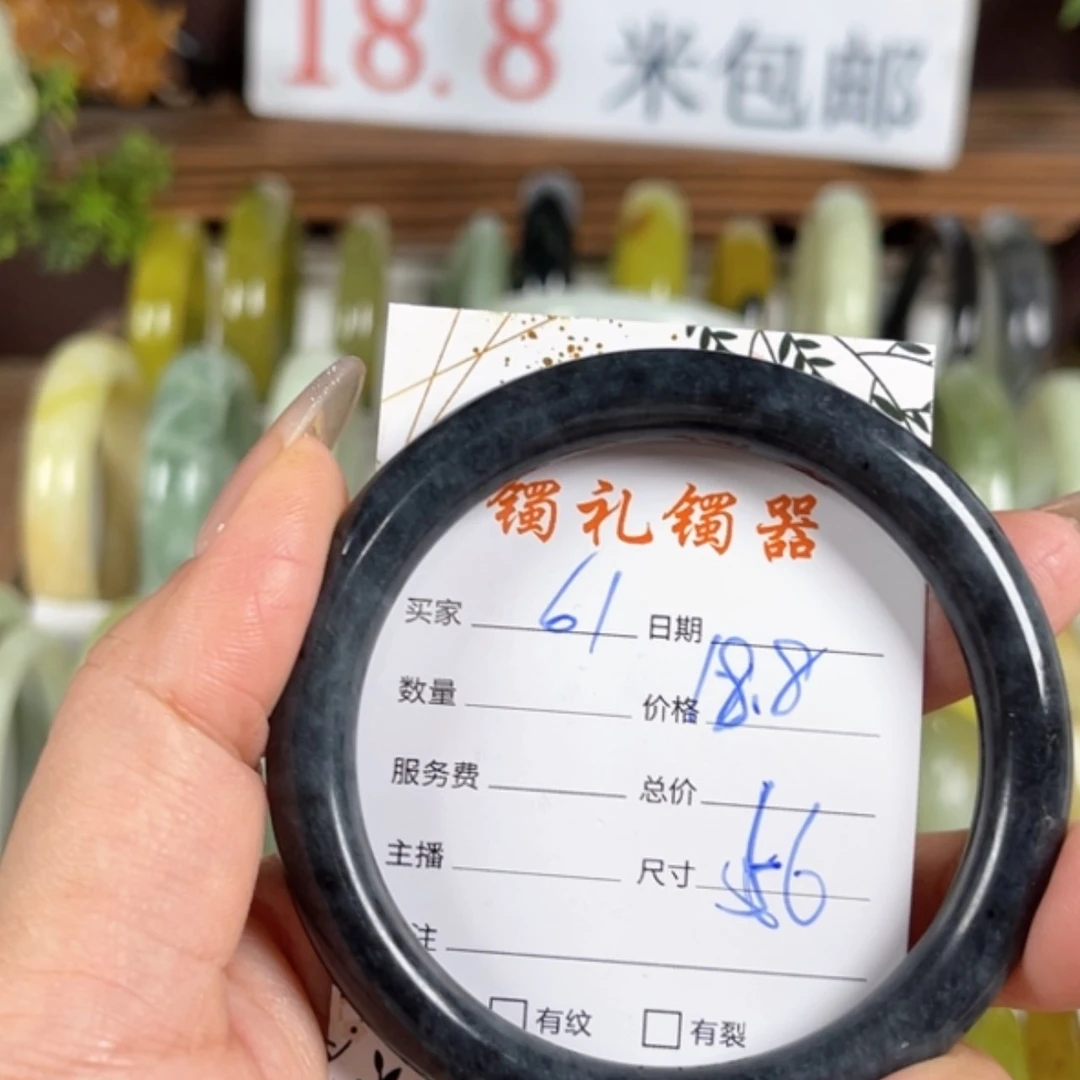 18.8 米包邮
镯礼镯器
买家 61 日期
数量 价格 18.8
服务费 总价
主播 尺寸 56
注
有纹 有裂